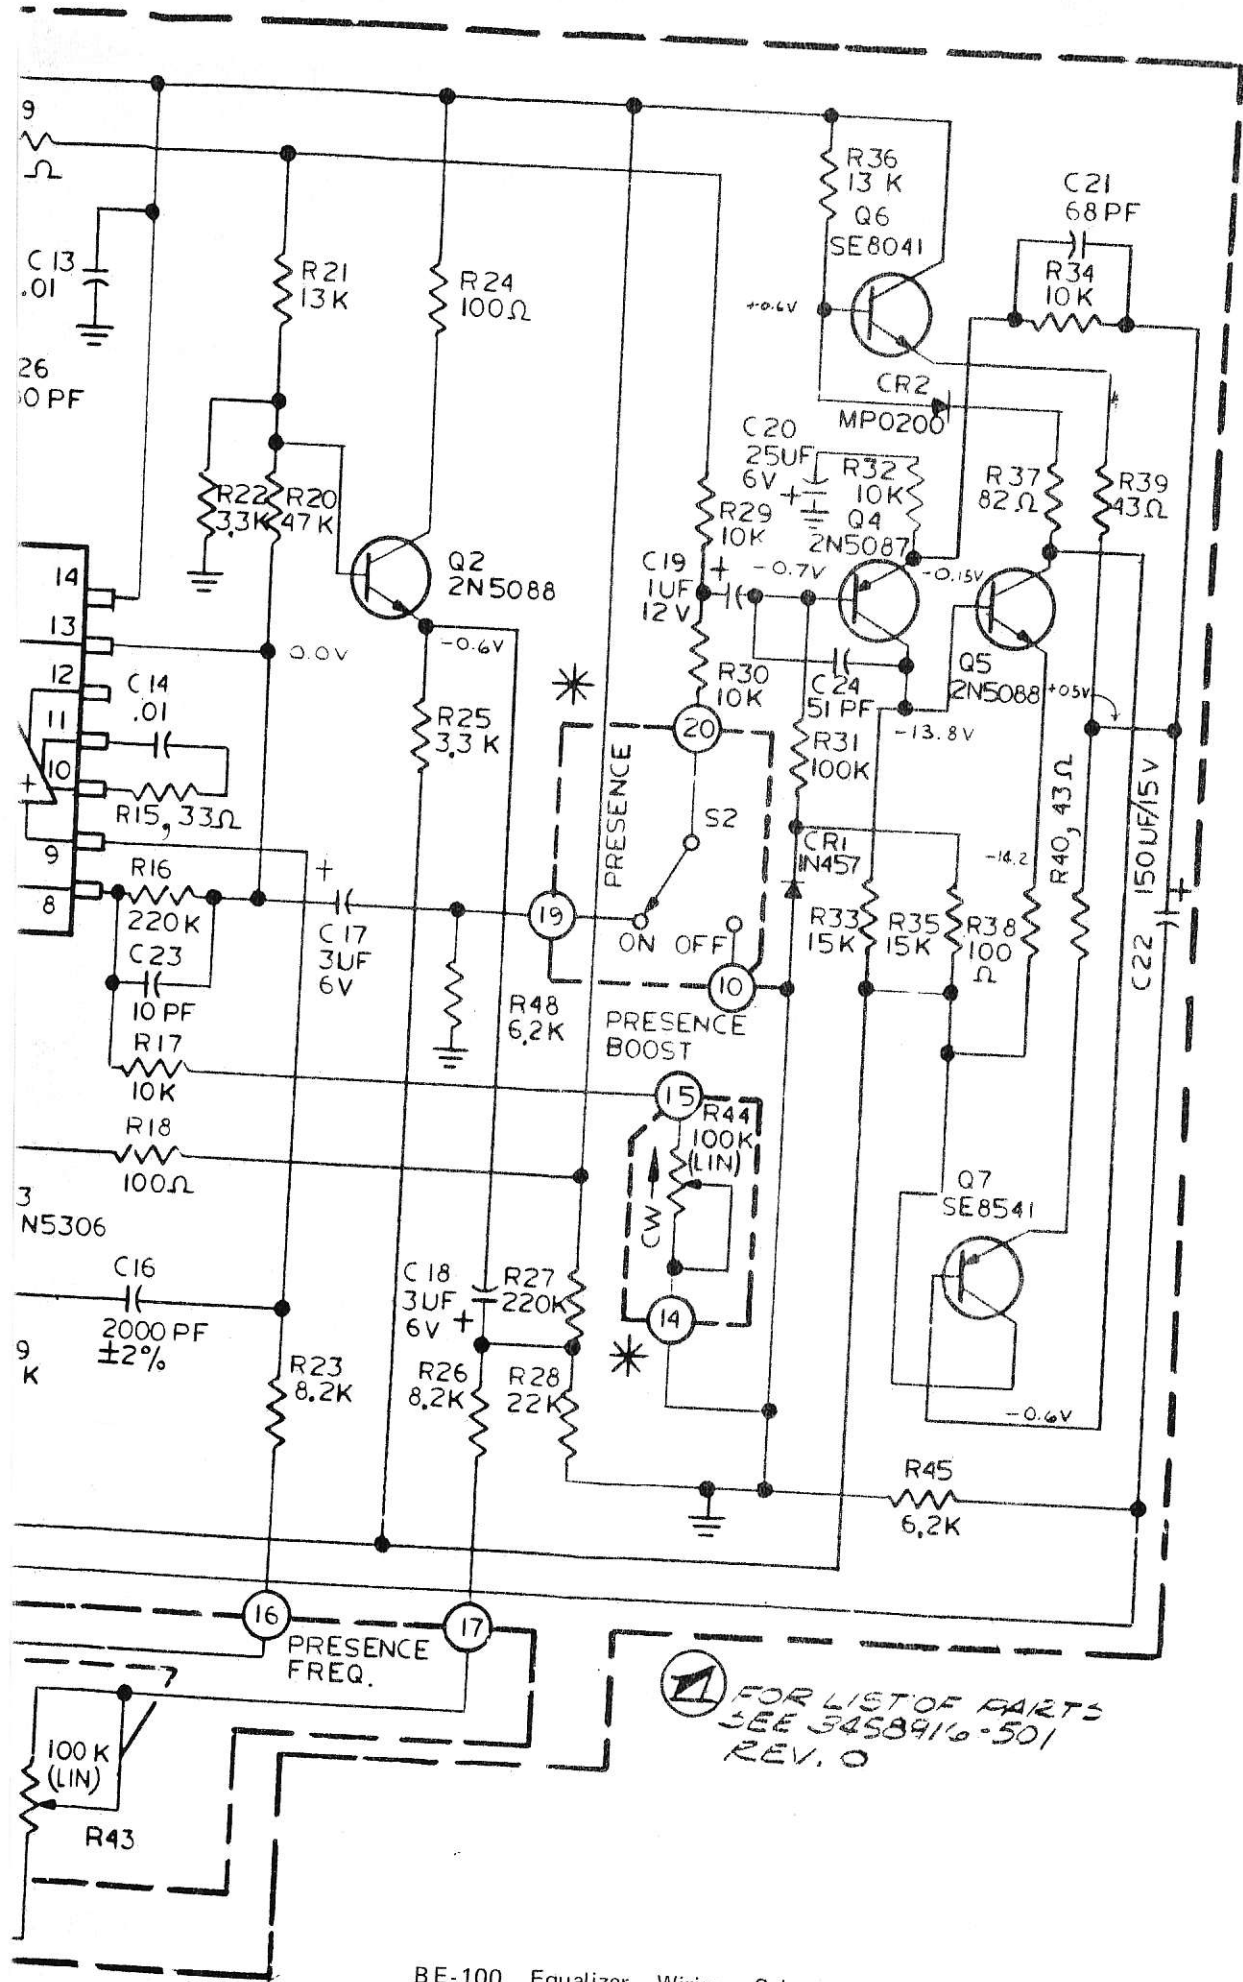 9
Ω
C13
.01
26
0 PF
R21
13K
R24
100Ω
R36
13 K
Q6
SE8041
+0.6V
C21
68PF
R34
10K
CR2
MP0200
C20
25UF
6V
+
R32
10K
Q4
2N5087
R37
82Ω
R39
43Ω
R22
3.3K
R20
47K
Q2
2N5088
R29
10K
C19
1UF
12V
+
-0.7V
-0.15V
14
13
12
11
10
9
8
+
0.0V
-0.6V
C14
.01
R15, 33Ω
R25
3.3 K
R30
10K
C24
51 PF
Q5
2N5088
+05V
-13.8V
20
PRESENCE
S2
R31
100K
CR1
IN457
-14.2
R40, 43Ω
C22 150UF/15V
+
R16
220K
C23
10 PF
+
C17
3UF
6V
19
ON OFF
10
R33
15K
R35
15K
R38
100
Ω
R48
6.2K
PRESENCE
BOOST
R17
10K
15
R44
100K
(LIN)
CW
R18
100Ω
3
N5306
C16
2000PF
±2%
9
K
R23
8.2K
C18
3UF
6V +
R27
220K
14
Q7
SE8541
R26
8.2K
R28
22K
-0.6V
R45
6.2K
16
17
PRESENCE
FREQ.
100K
(LIN)
R43
1
FOR LIST OF PARTS
SEE 3458916-501
REV. 0
BE-100 Equalizer Wiring